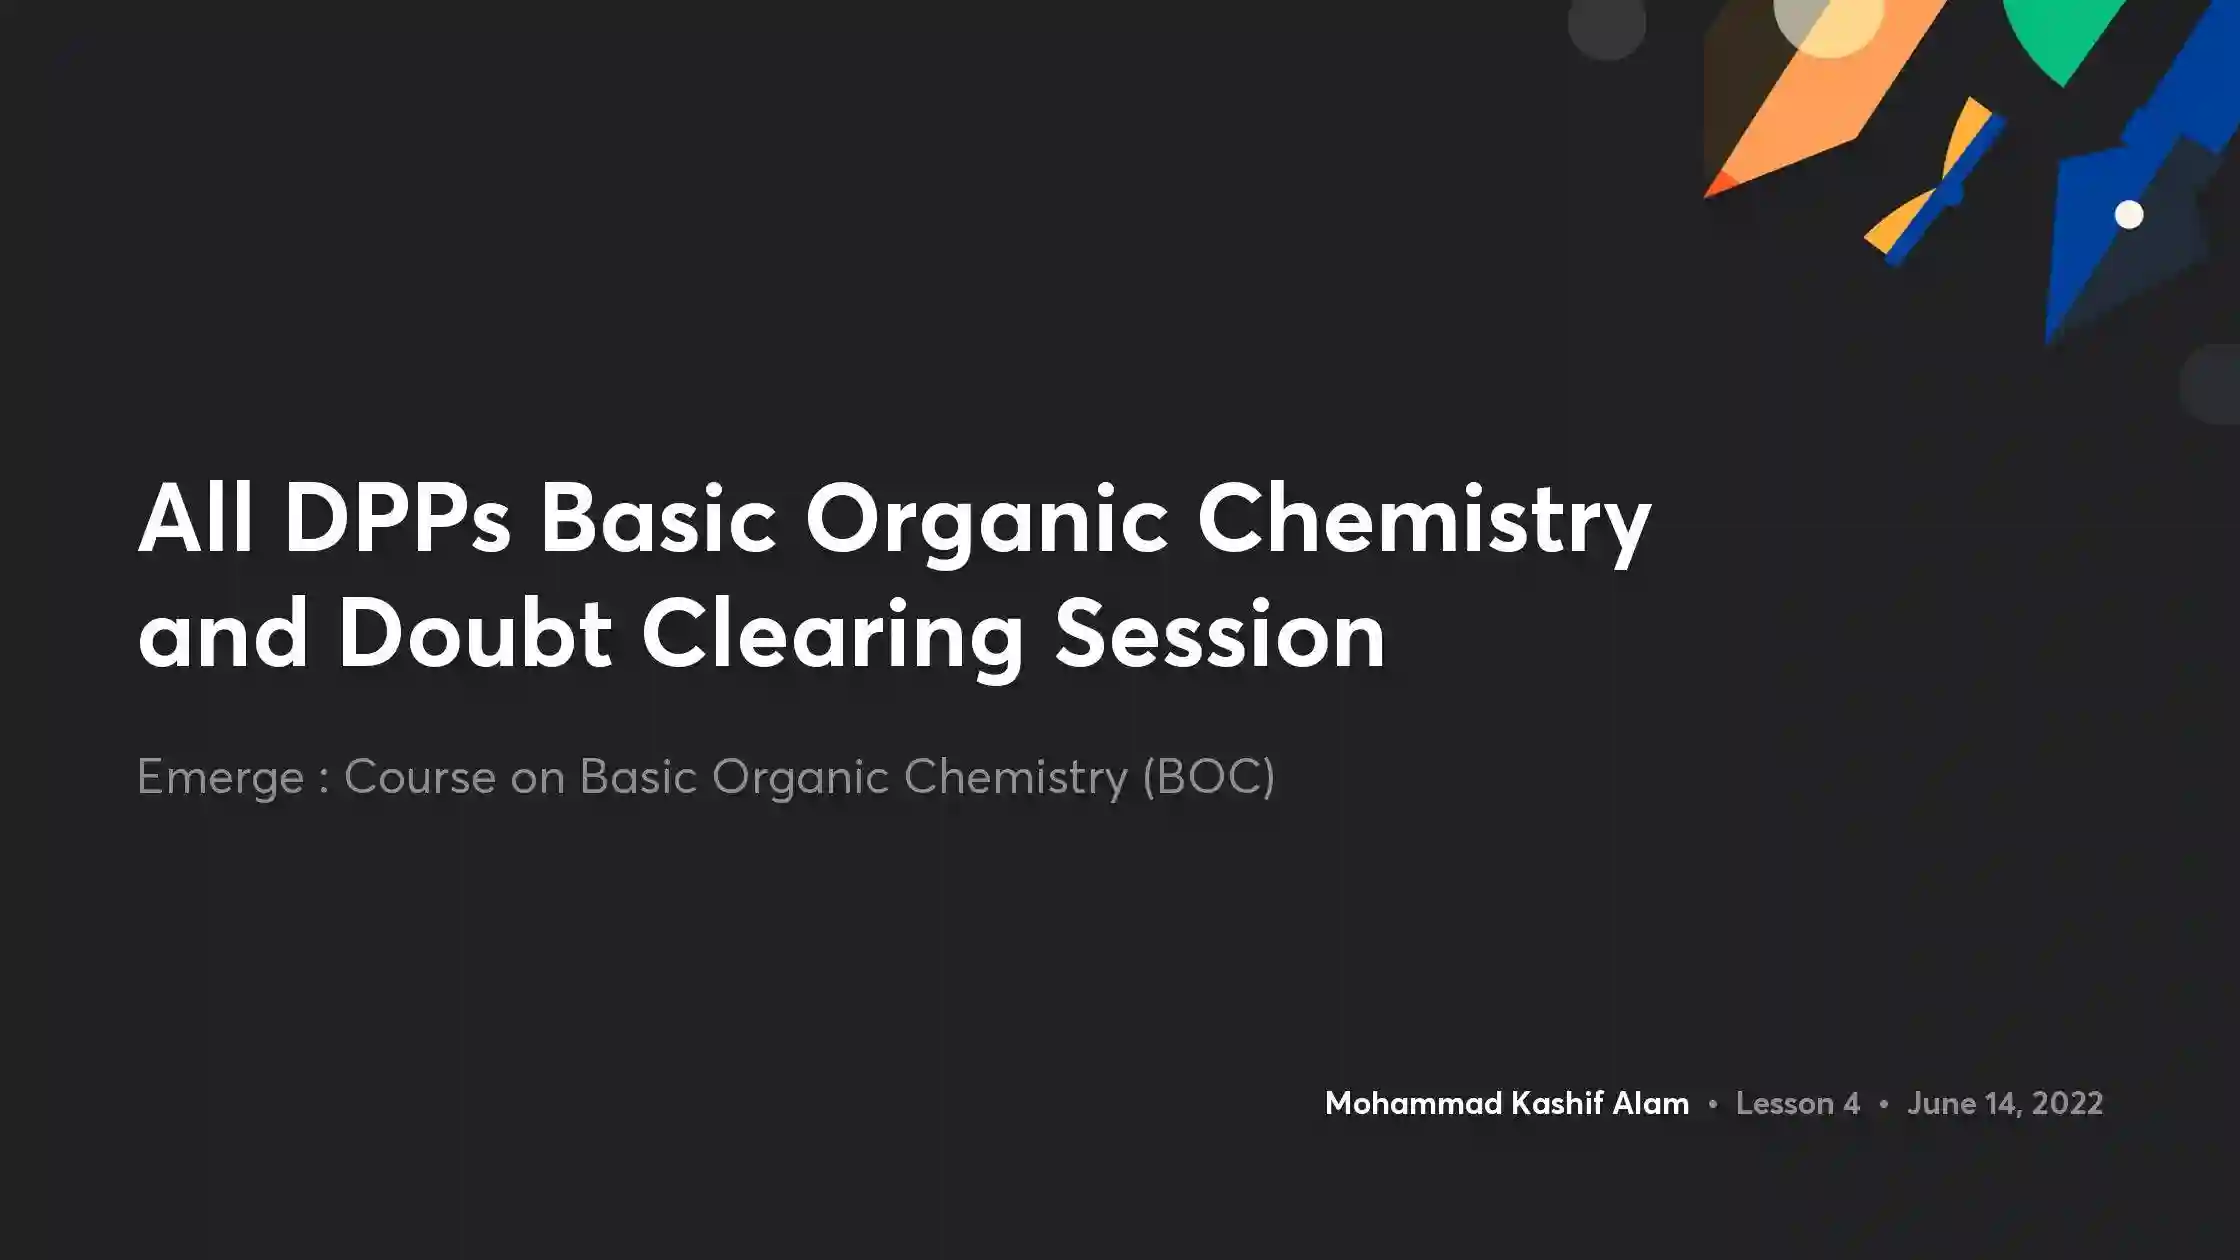 All DPPs Basic Organic Chemistry
and Doubt Clearing Session
Emerge : Course on Basic Organic Chemistry (BOC)
Mohammad Kashif Alam • Lesson 4 • June 14, 2022